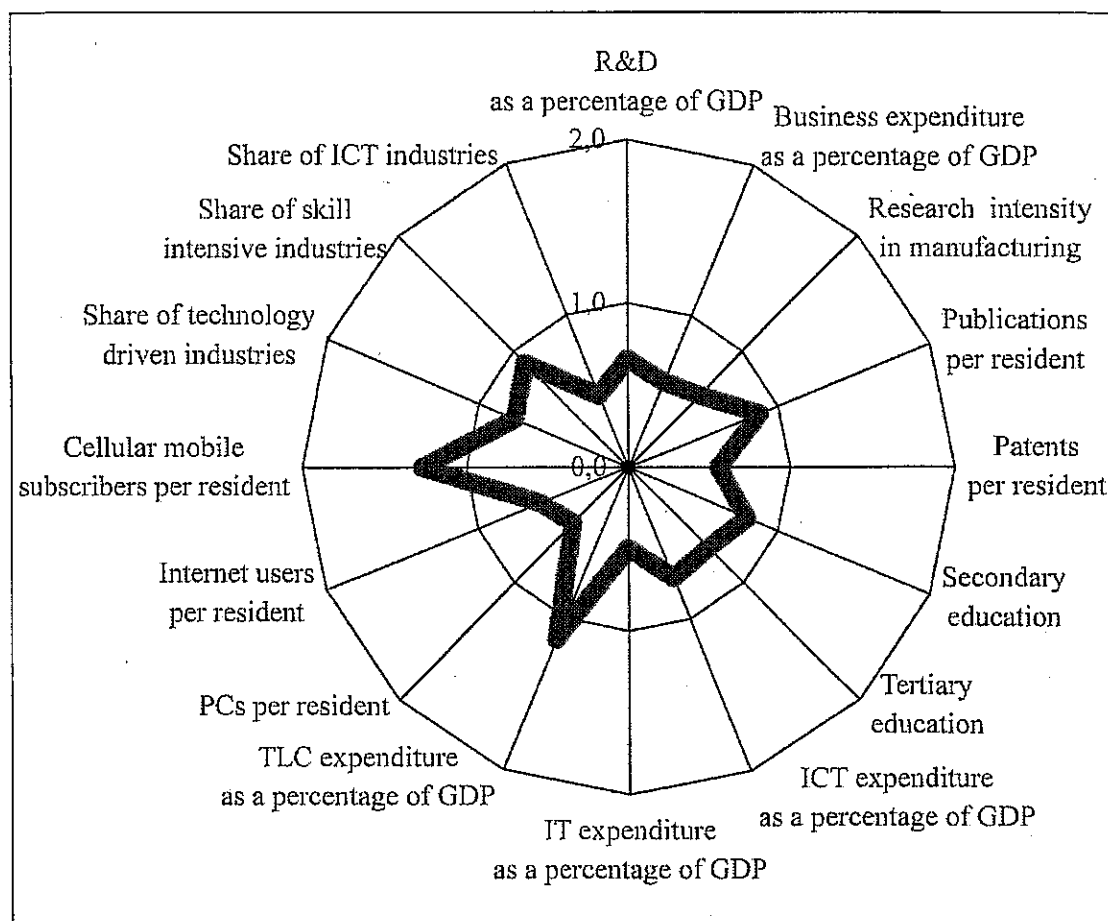 R&D
as a percentage of GDP
Business expenditure
as a percentage of GDP
Research intensity
in manufacturing
Publications
per resident
Patents
per resident
Secondary
education
Tertiary
education
ICT expenditure
as a percentage of GDP
IT expenditure
as a percentage of GDP
TLC expenditure
as a percentage of GDP
PCs per resident
Internet users
per resident
Cellular mobile
subscribers per resident
Share of technology
driven industries
Share of skill
intensive industries
Share of ICT industries
2,0
1,0
0,0